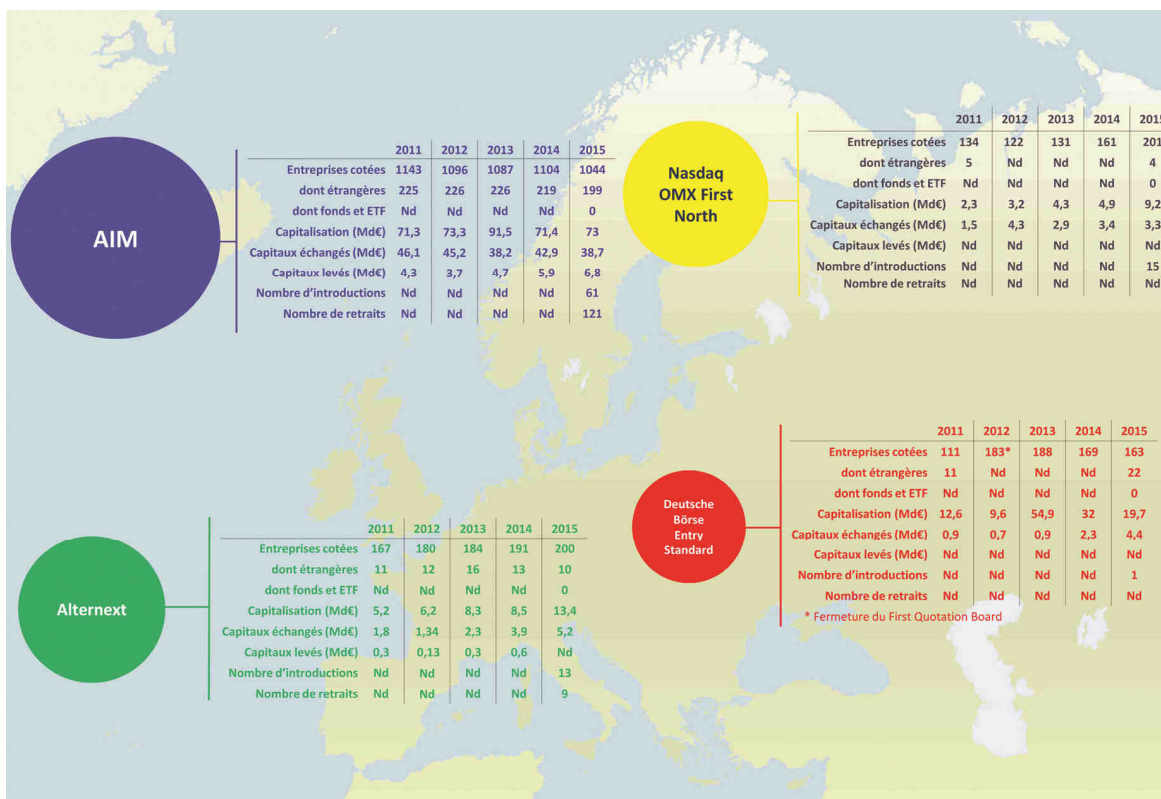 AIM
2011 2012 2013 2014 2015
Entreprises cotées 1143 1096 1087 1104 1044
dont étrangères 225 226 226 219 199
dont fonds et ETF Nd Nd Nd Nd 0
Capitalisation (Md€) 71,3 73,3 91,5 71,4 73
Capitaux échangés (Md€) 46,1 45,2 38,2 42,9 38,7
Capitaux levés (Md€) 4,3 3,7 4,7 5,9 6,8
Nombre d’introductions Nd Nd Nd Nd 61
Nombre de retraits Nd Nd Nd Nd 121
Nasdaq
OMX First
North
2011 2012 2013 2014 2015
Entreprises cotées 134 122 131 161 201
dont étrangères 5 Nd Nd Nd 4
dont fonds et ETF Nd Nd Nd Nd 0
Capitalisation (Md€) 2,3 3,2 4,3 4,9 9,2
Capitaux échangés (Md€) 1,5 4,3 2,9 3,4 3,3
Capitaux levés (Md€) Nd Nd Nd Nd Nd
Nombre d’introductions Nd Nd Nd Nd 15
Nombre de retraits Nd Nd Nd Nd Nd
Alternext
2011 2012 2013 2014 2015
Entreprises cotées 167 180 184 191 200
dont étrangères 11 12 16 13 10
dont fonds et ETF Nd Nd Nd Nd 0
Capitalisation (Md€) 5,2 6,2 8,3 8,5 13,4
Capitaux échangés (Md€) 1,8 1,34 2,3 3,9 5,2
Capitaux levés (Md€) 0,3 0,13 0,3 0,6 Nd
Nombre d’introductions Nd Nd Nd Nd 13
Nombre de retraits Nd Nd Nd Nd 9
Deutsche
Börse
Entry
Standard
2011 2012 2013 2014 2015
Entreprises cotées 111 183* 188 169 163
dont étrangères 11 Nd Nd Nd 22
dont fonds et ETF Nd Nd Nd Nd 0
Capitalisation (Md€) 12,6 9,6 54,9 32 19,7
Capitaux échangés (Md€) 0,9 0,7 0,9 2,3 4,4
Capitaux levés (Md€) Nd Nd Nd Nd Nd
Nombre d’introductions Nd Nd Nd Nd 1
Nombre de retraits Nd Nd Nd Nd Nd
* Fermeture du First Quotation Board